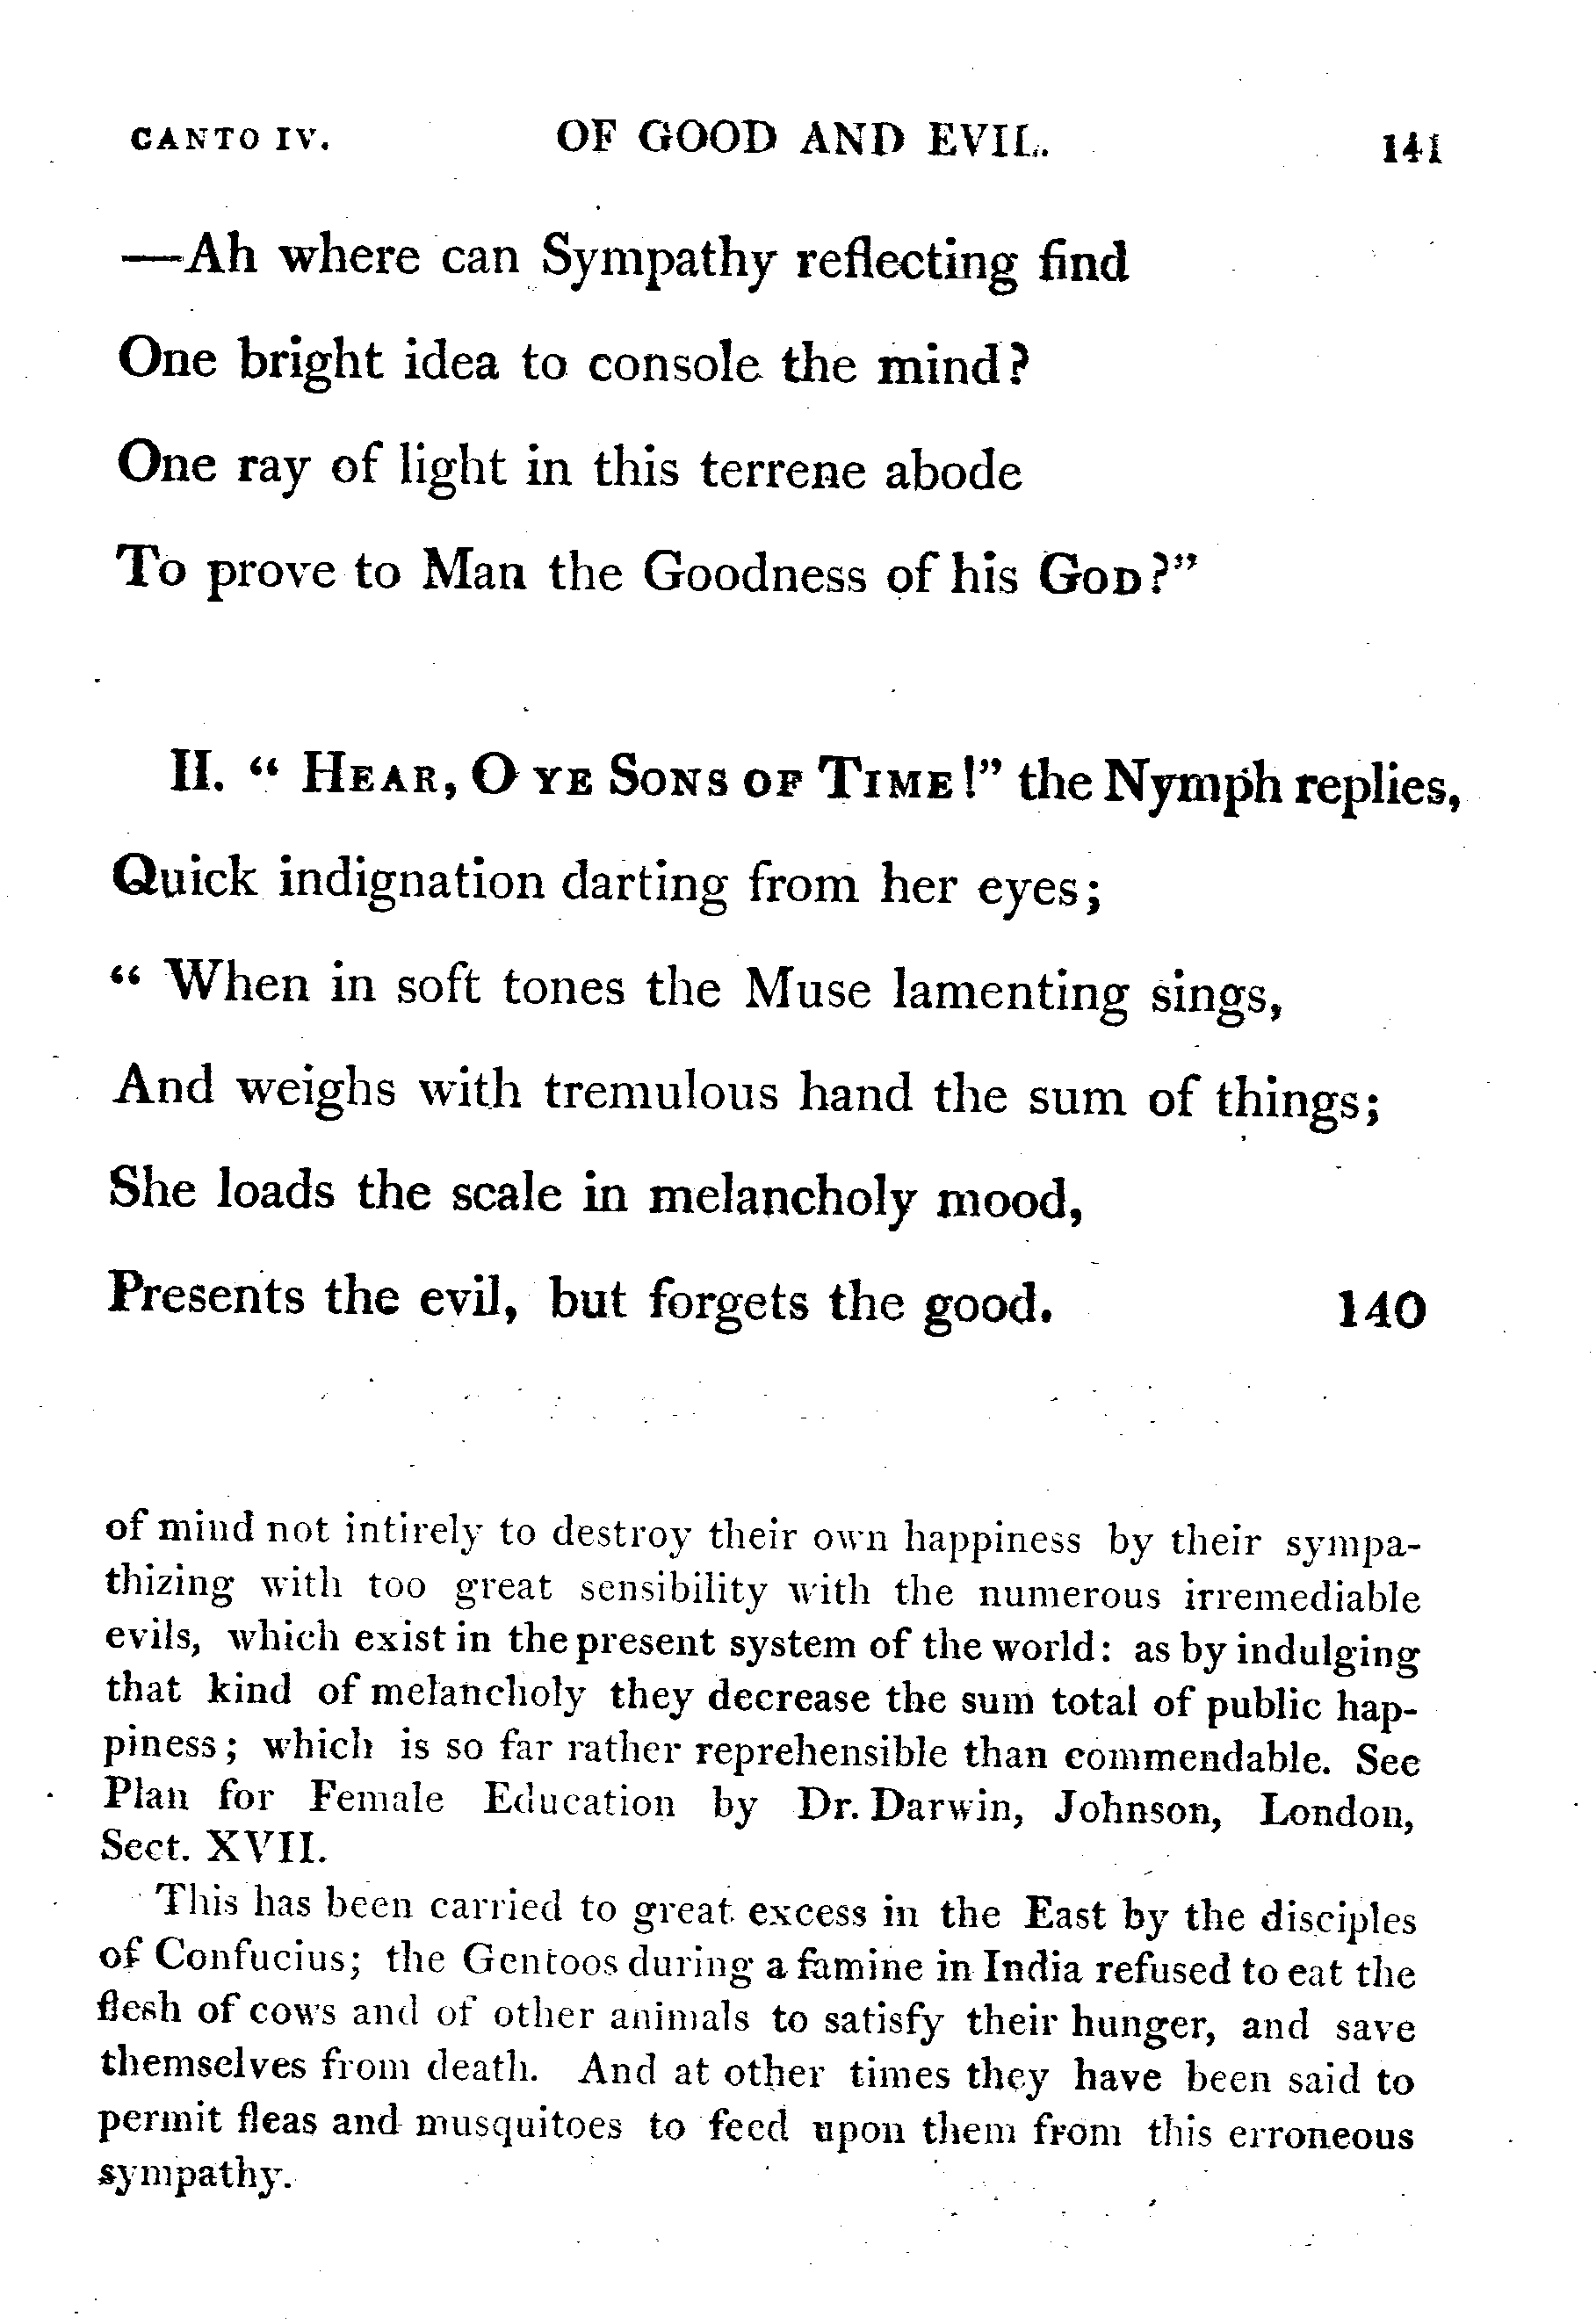 CANTO IV. OF GOOD AND EVIL. 141
—Ah where can Sympathy reflecting find
One bright idea to console the mind?
One ray of light in this terrene abode
To prove to Man the Goodness of his GOD?”
II. “ HEAR, O YE SONS OF TIME!” the Nymph replies,
Quick indignation darting from her eyes;
“ When in soft tones the Muse lamenting sings,
And weighs with tremulous hand the sum of things;
She loads the scale in melancholy mood,
Presents the evil, but forgets the good. 140
of mind not intirely to destroy their own happiness by their sympa-
thizing with too great sensibility with the numerous irremediable
evils, which exist in the present system of the world: as by indulging
that kind of melancholy they decrease the sum total of public hap-
piness; which is so far rather reprehensible than commendable. See
Plan for Female Education by Dr. Darwin, Johnson, London,
Sect. XVII.
This has been carried to great excess in the East by the disciples
of Confucius; the Gentoos during a famine in India refused to eat the
flesh of cows and of other animals to satisfy their hunger, and save
themselves from death. And at other times they have been said to
permit fleas and musquitoes to feed upon them from this erroneous
sympathy.